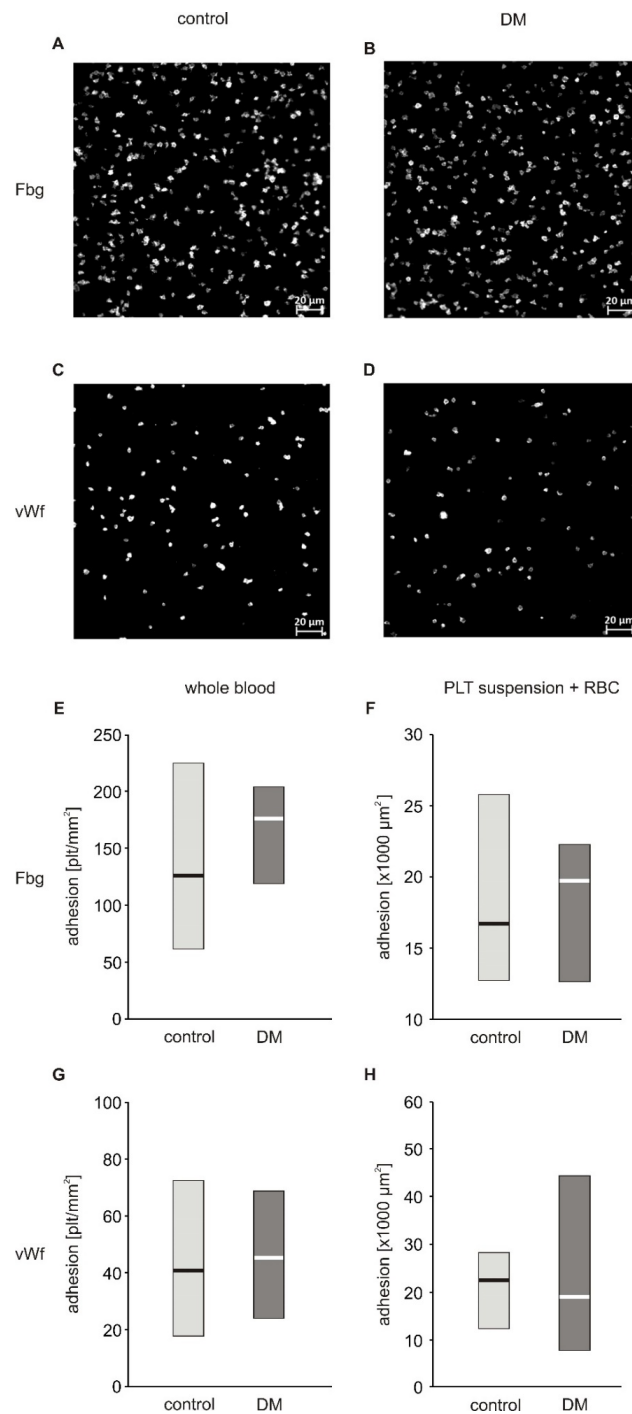 control DM
A B
Fbg
20 µm 20 µm
C D
vWf
20 µm 20 µm
whole blood PLT suspension + RBC
E F
250 30
200 25
150 20
100 15
50
0 10
adhesion [plt/mm²] adhesion [x1000 µm²]
Fbg
control DM control DM
G H
100 60
80 50
60 40
40 30
20 20
0 10
0
adhesion [plt/mm²] adhesion [x1000 µm²]
vWf
control DM control DM